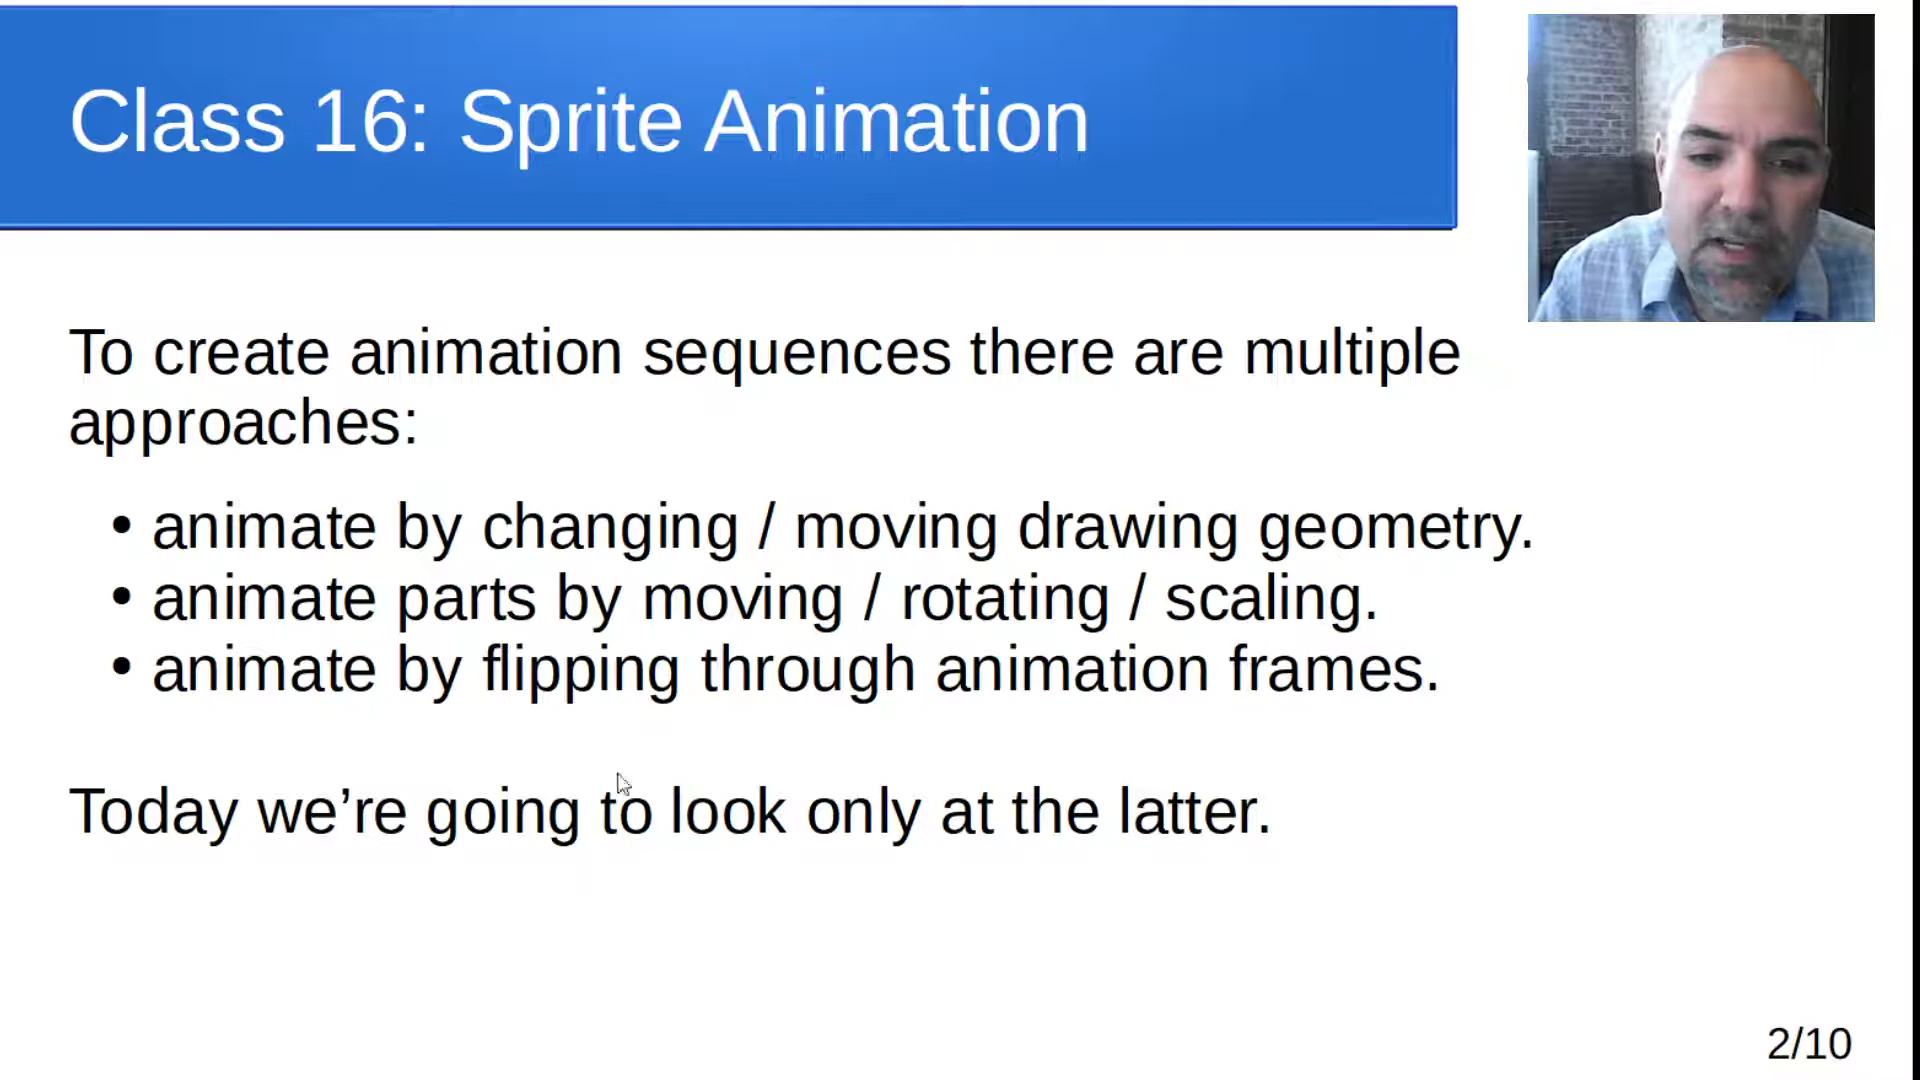 Class 16: Sprite Animation
To create animation sequences there are multiple
approaches:
• animate by changing / moving drawing geometry.
• animate parts by moving / rotating / scaling.
• animate by flipping through animation frames.
Today we’re going to look only at the latter.
2/10